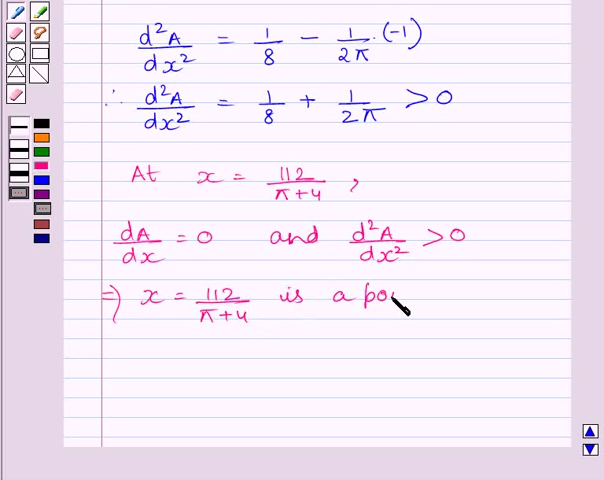 d²A/dx² = 1/8 − 1/2π · (-1)
∴ d²A/dx² = 1/8 + 1/2π > 0
At x = 112/π+4 ,
dA/dx = 0 and d²A/dx² > 0
⇒ x = 112/π+4 is a po